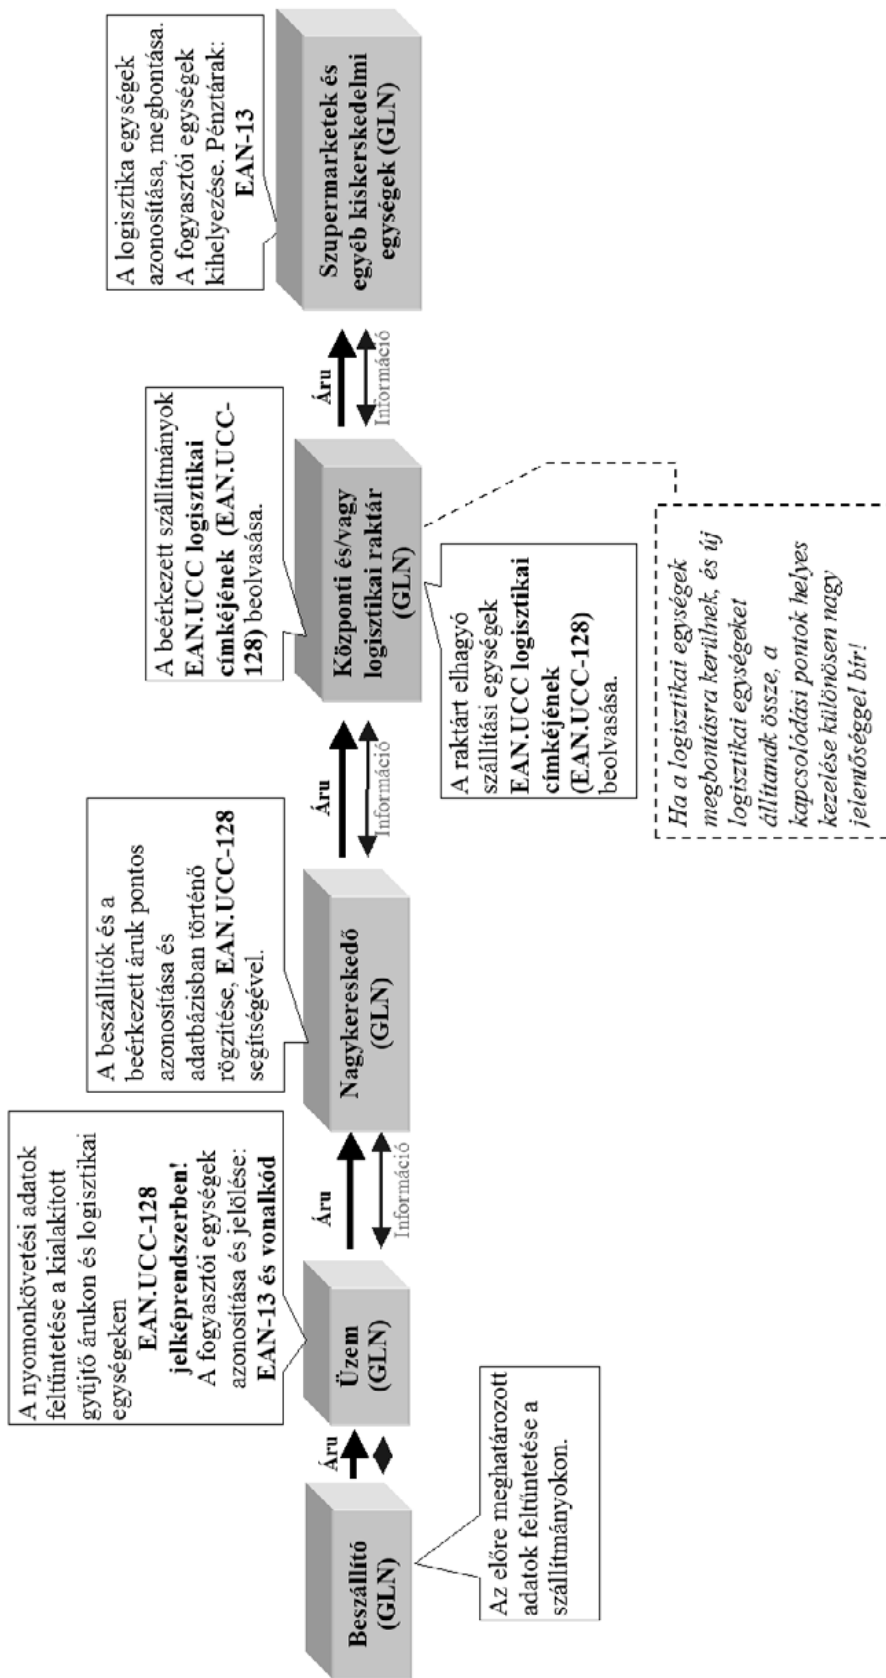 A nyomonkövetési adatok
feltűntetése a kialakított
gyűjtő árukon és logisztikai
egységeken
EAN.UCC-128
jelképrendszerben!
A fogyasztói egységek
azonosítása és jelölése:
EAN-13 és vonalkód
A beszállítók és a
beérkezett áruk pontos
azonosítása és
adatbázisban történő
rögzítése, EAN.UCC-128
segítségével.
A beérkezett szállítmányok
EAN.UCC logisztikai
címkéjének (EAN.UCC-
128) beolvasása.
A logisztika egységek
azonosítása, megbontása.
A fogyasztói egységek
kihelyezése. Pénztárak:
EAN-13
Beszállító
(GLN)
Áru
Üzem
(GLN)
Áru
Információ
Nagykereskedő
(GLN)
Áru
Információ
Központi és/vagy
logisztikai raktár
(GLN)
Áru
Információ
Szupermarketek és
egyéb kiskerskedelmi
egységek (GLN)
Az előre meghatározott
adatok feltűntetése a
szállítmányokon.
A raktárt elhagyó
szállítási egységek
EAN.UCC logisztikai
címkéjének
(EAN.UCC-128)
beolvasása.
Ha a logisztikai egységek
megbontásra kerülnek, és új
logisztikai egységeket
állítanak össze, a
kapcsolódási pontok helyes
kezelése különösen nagy
jelentőséggel bír!